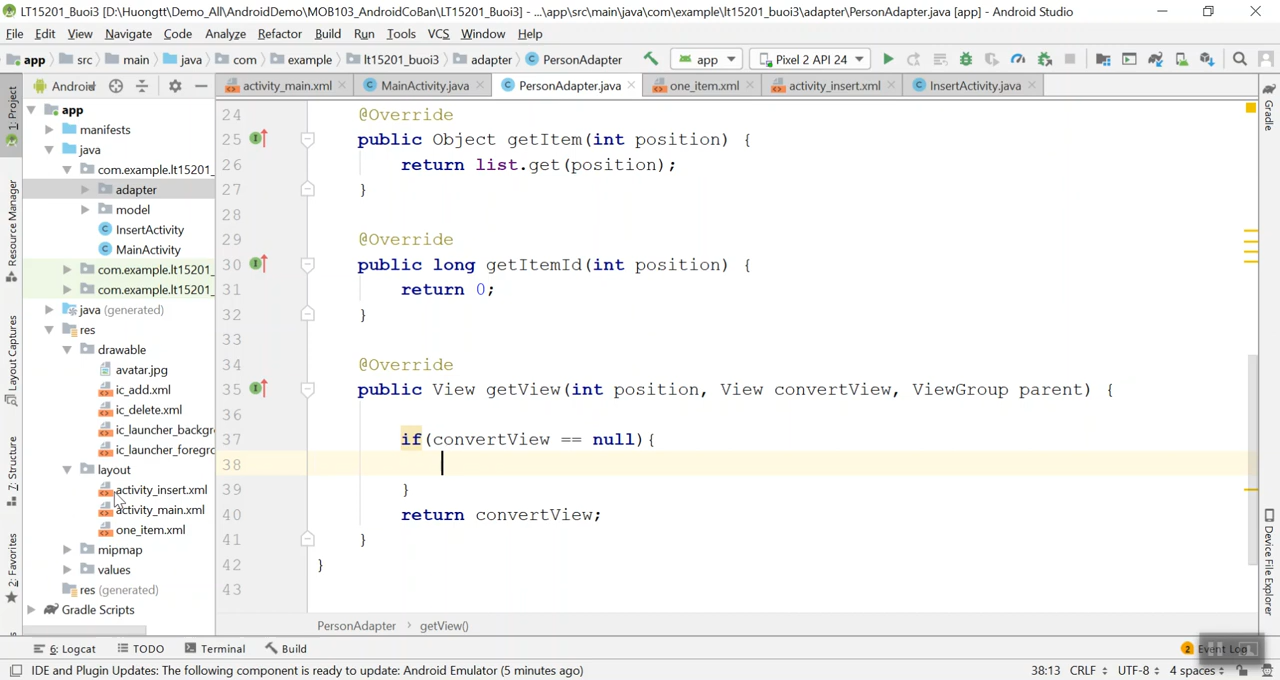 LT15201_Buoi3 [D:\Huongtt\Demo_All\AndroidDemo\MOB103_AndroidCoBan\LT15201_Buoi3] - ...\app\src\main\java\com\example\lt15201_buoi3\adapter\PersonAdapter.java [app] - Android Studio
File Edit View Navigate Code Analyze Refactor Build Run Tools VCS Window Help
app src main java com example lt15201_buoi3 adapter PersonAdapter app Pixel 2 API 24
Android activity_main.xml MainActivity.java PersonAdapter.java one_item.xml activity_insert.xml InsertActivity.java
1: Project
Resource Manager
Layout Captures
7: Structure
2: Favorites
app
manifests
java
com.example.lt15201_
adapter
model
InsertActivity
MainActivity
com.example.lt15201_
com.example.lt15201_
java (generated)
res
drawable
avatar.jpg
ic_add.xml
ic_delete.xml
ic_launcher_backgr
ic_launcher_foregro
layout
activity_insert.xml
activity_main.xml
one_item.xml
mipmap
values
res (generated)
Gradle Scripts
24 @Override
25 public Object getItem(int position) {
26 return list.get(position);
27 }
28
29 @Override
30 public long getItemId(int position) {
31 return 0;
32 }
33
34 @Override
35 public View getView(int position, View convertView, ViewGroup parent) {
36
37 if(convertView == null){
38
39 }
40 return convertView;
41 }
42 }
43
PersonAdapter › getView()
Gradle
Device File Explorer
6: Logcat TODO Terminal Build 2 Event Log
IDE and Plugin Updates: The following component is ready to update: Android Emulator (5 minutes ago) 38:13 CRLF UTF-8 4 spaces